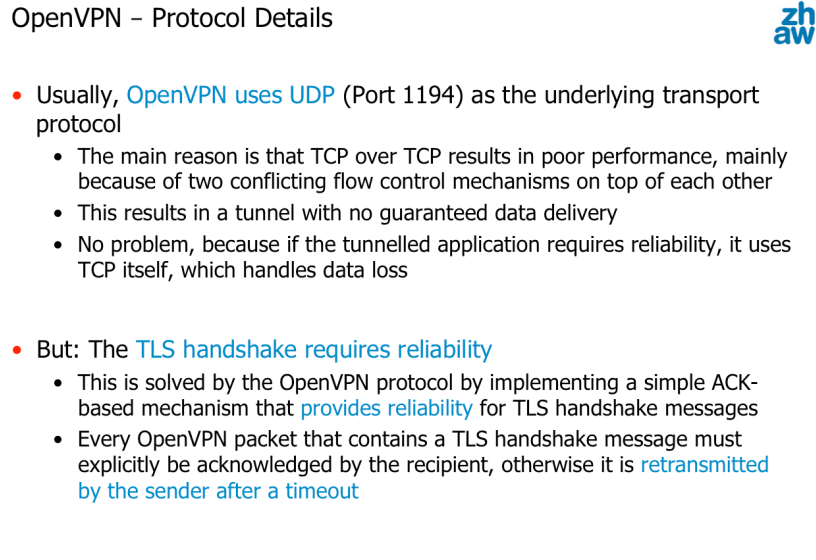 OpenVPN – Protocol Details
zh
aw
• Usually, OpenVPN uses UDP (Port 1194) as the underlying transport
protocol
• The main reason is that TCP over TCP results in poor performance, mainly
because of two conflicting flow control mechanisms on top of each other
• This results in a tunnel with no guaranteed data delivery
• No problem, because if the tunnelled application requires reliability, it uses
TCP itself, which handles data loss
• But: The TLS handshake requires reliability
• This is solved by the OpenVPN protocol by implementing a simple ACK-
based mechanism that provides reliability for TLS handshake messages
• Every OpenVPN packet that contains a TLS handshake message must
explicitly be acknowledged by the recipient, otherwise it is retransmitted
by the sender after a timeout